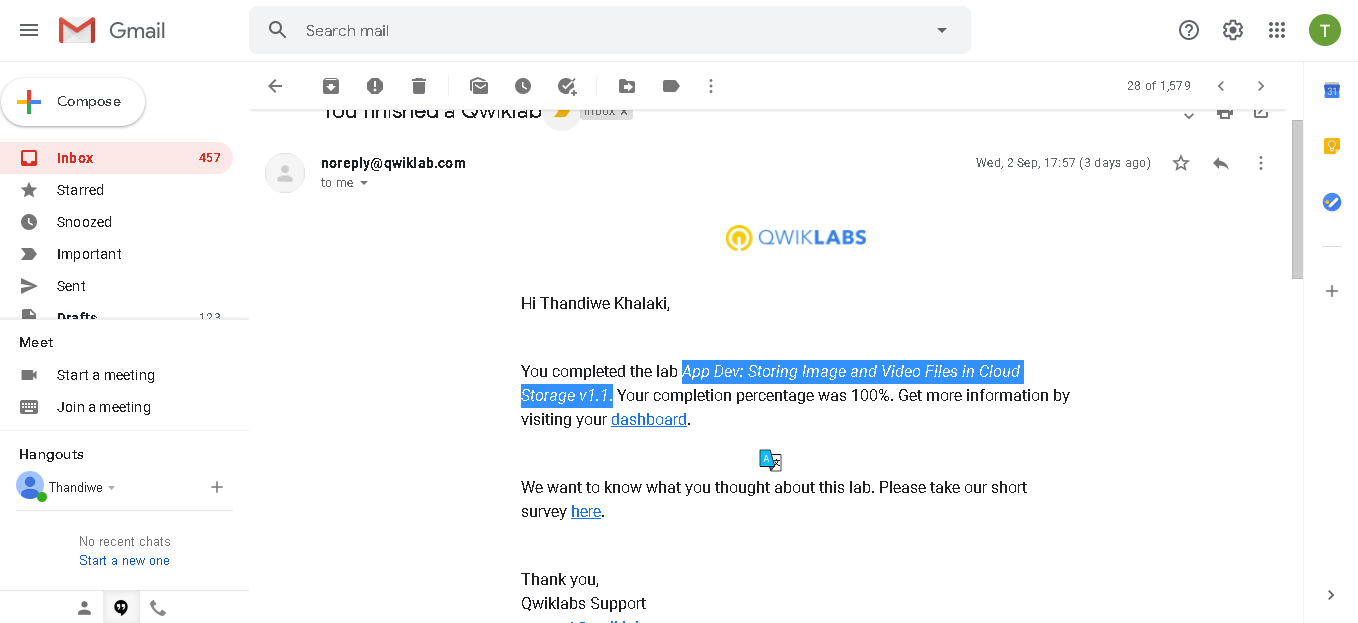 Gmail
Search mail
T
Compose
28 of 1,579
31
You finished a Qwiklab
Inbox x
Inbox 457
noreply@qwiklab.com
Wed, 2 Sep, 17:57 (3 days ago)
to me
Starred
Snoozed
Important
Sent
Drafts 123
QWIKLABS
Hi Thandiwe Khalaki,
You completed the lab App Dev: Storing Image and Video Files in Cloud
Storage v1.1. Your completion percentage was 100%. Get more information by
visiting your dashboard.
A 文
We want to know what you thought about this lab. Please take our short
survey here.
Thank you,
Qwiklabs Support
Meet
Start a meeting
Join a meeting
Hangouts
Thandiwe
No recent chats
Start a new one